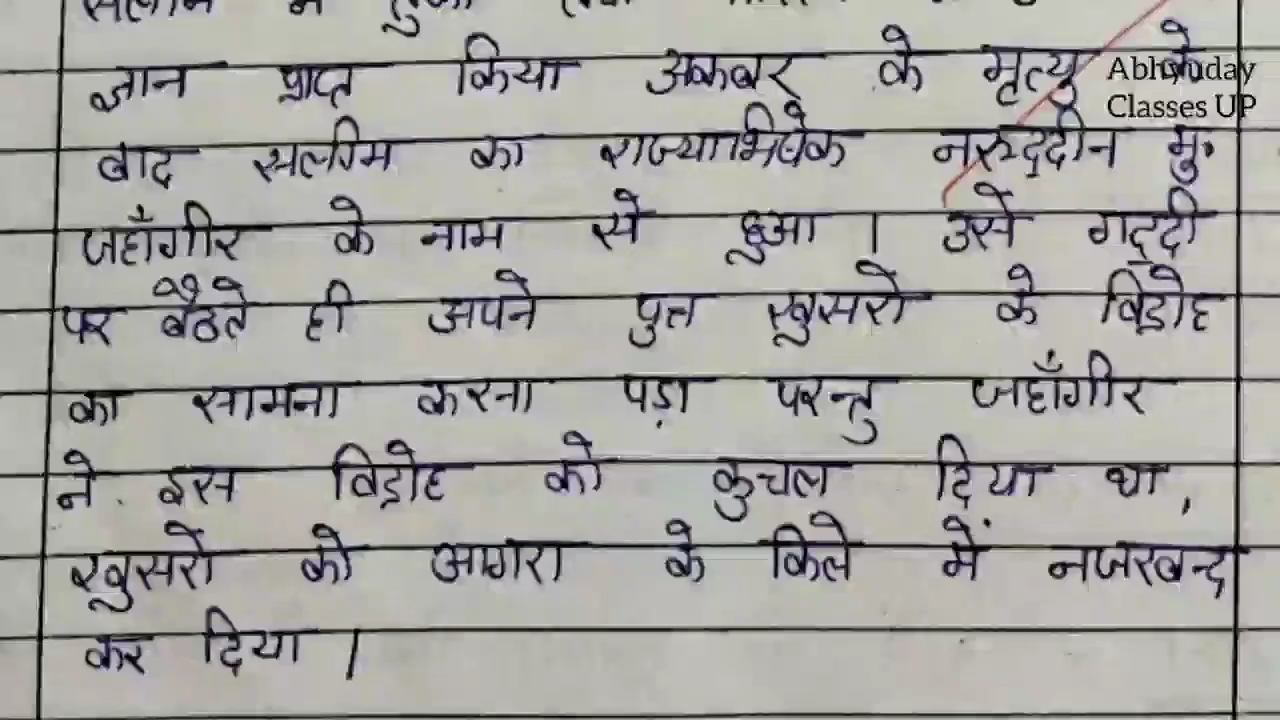 ज्ञान प्राप्त किया अकबर के मृत्यु के
बाद सलीम का राज्याभिषेक नरुद्दीन मु०
जहाँगीर के नाम से हुआ । उसे गद्दी
पर बैठते ही अपने पुत्र खुसरो के विद्रोह
का सामना करना पड़ा परन्तु जहाँगीर
ने इस विद्रोह को कुचल दिया था,
खुसरो को आगरा के किले में नजरबन्द
कर दिया ।
Abhyuday
Classes UP